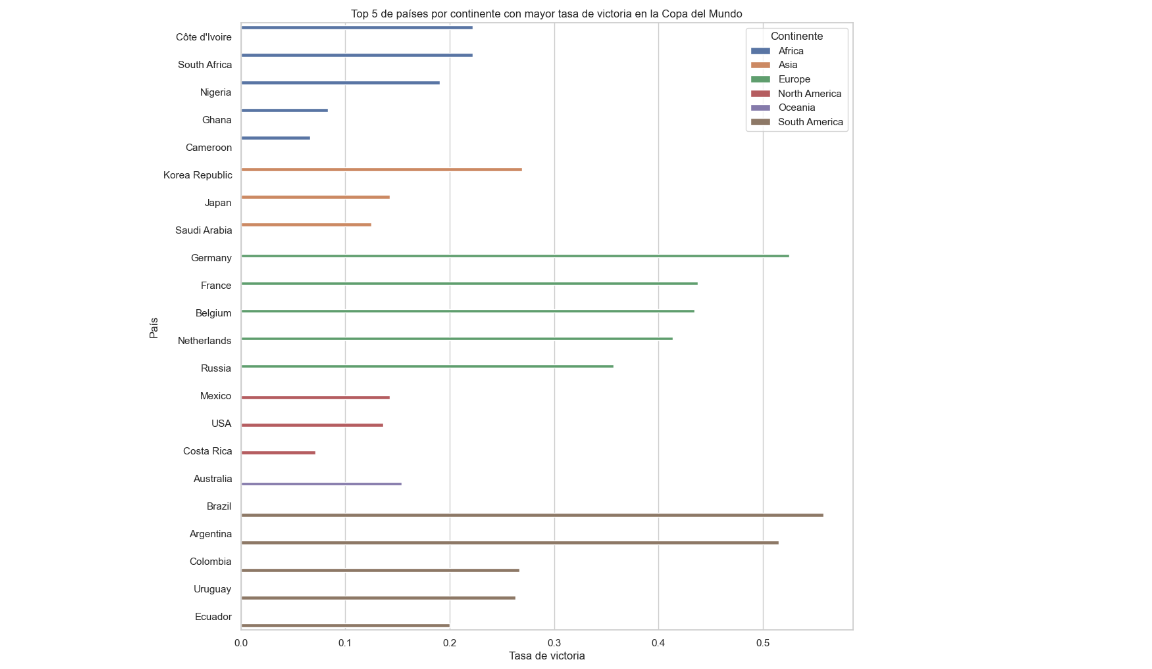 Top 5 de países por continente con mayor tasa de victoria en la Copa del Mundo
Continente
Africa
Asia
Europe
North America
Oceania
South America
País
Côte d'Ivoire
South Africa
Nigeria
Ghana
Cameroon
Korea Republic
Japan
Saudi Arabia
Germany
France
Belgium
Netherlands
Russia
Mexico
USA
Costa Rica
Australia
Brazil
Argentina
Colombia
Uruguay
Ecuador
0.0 0.1 0.2 0.3 0.4 0.5
Tasa de victoria